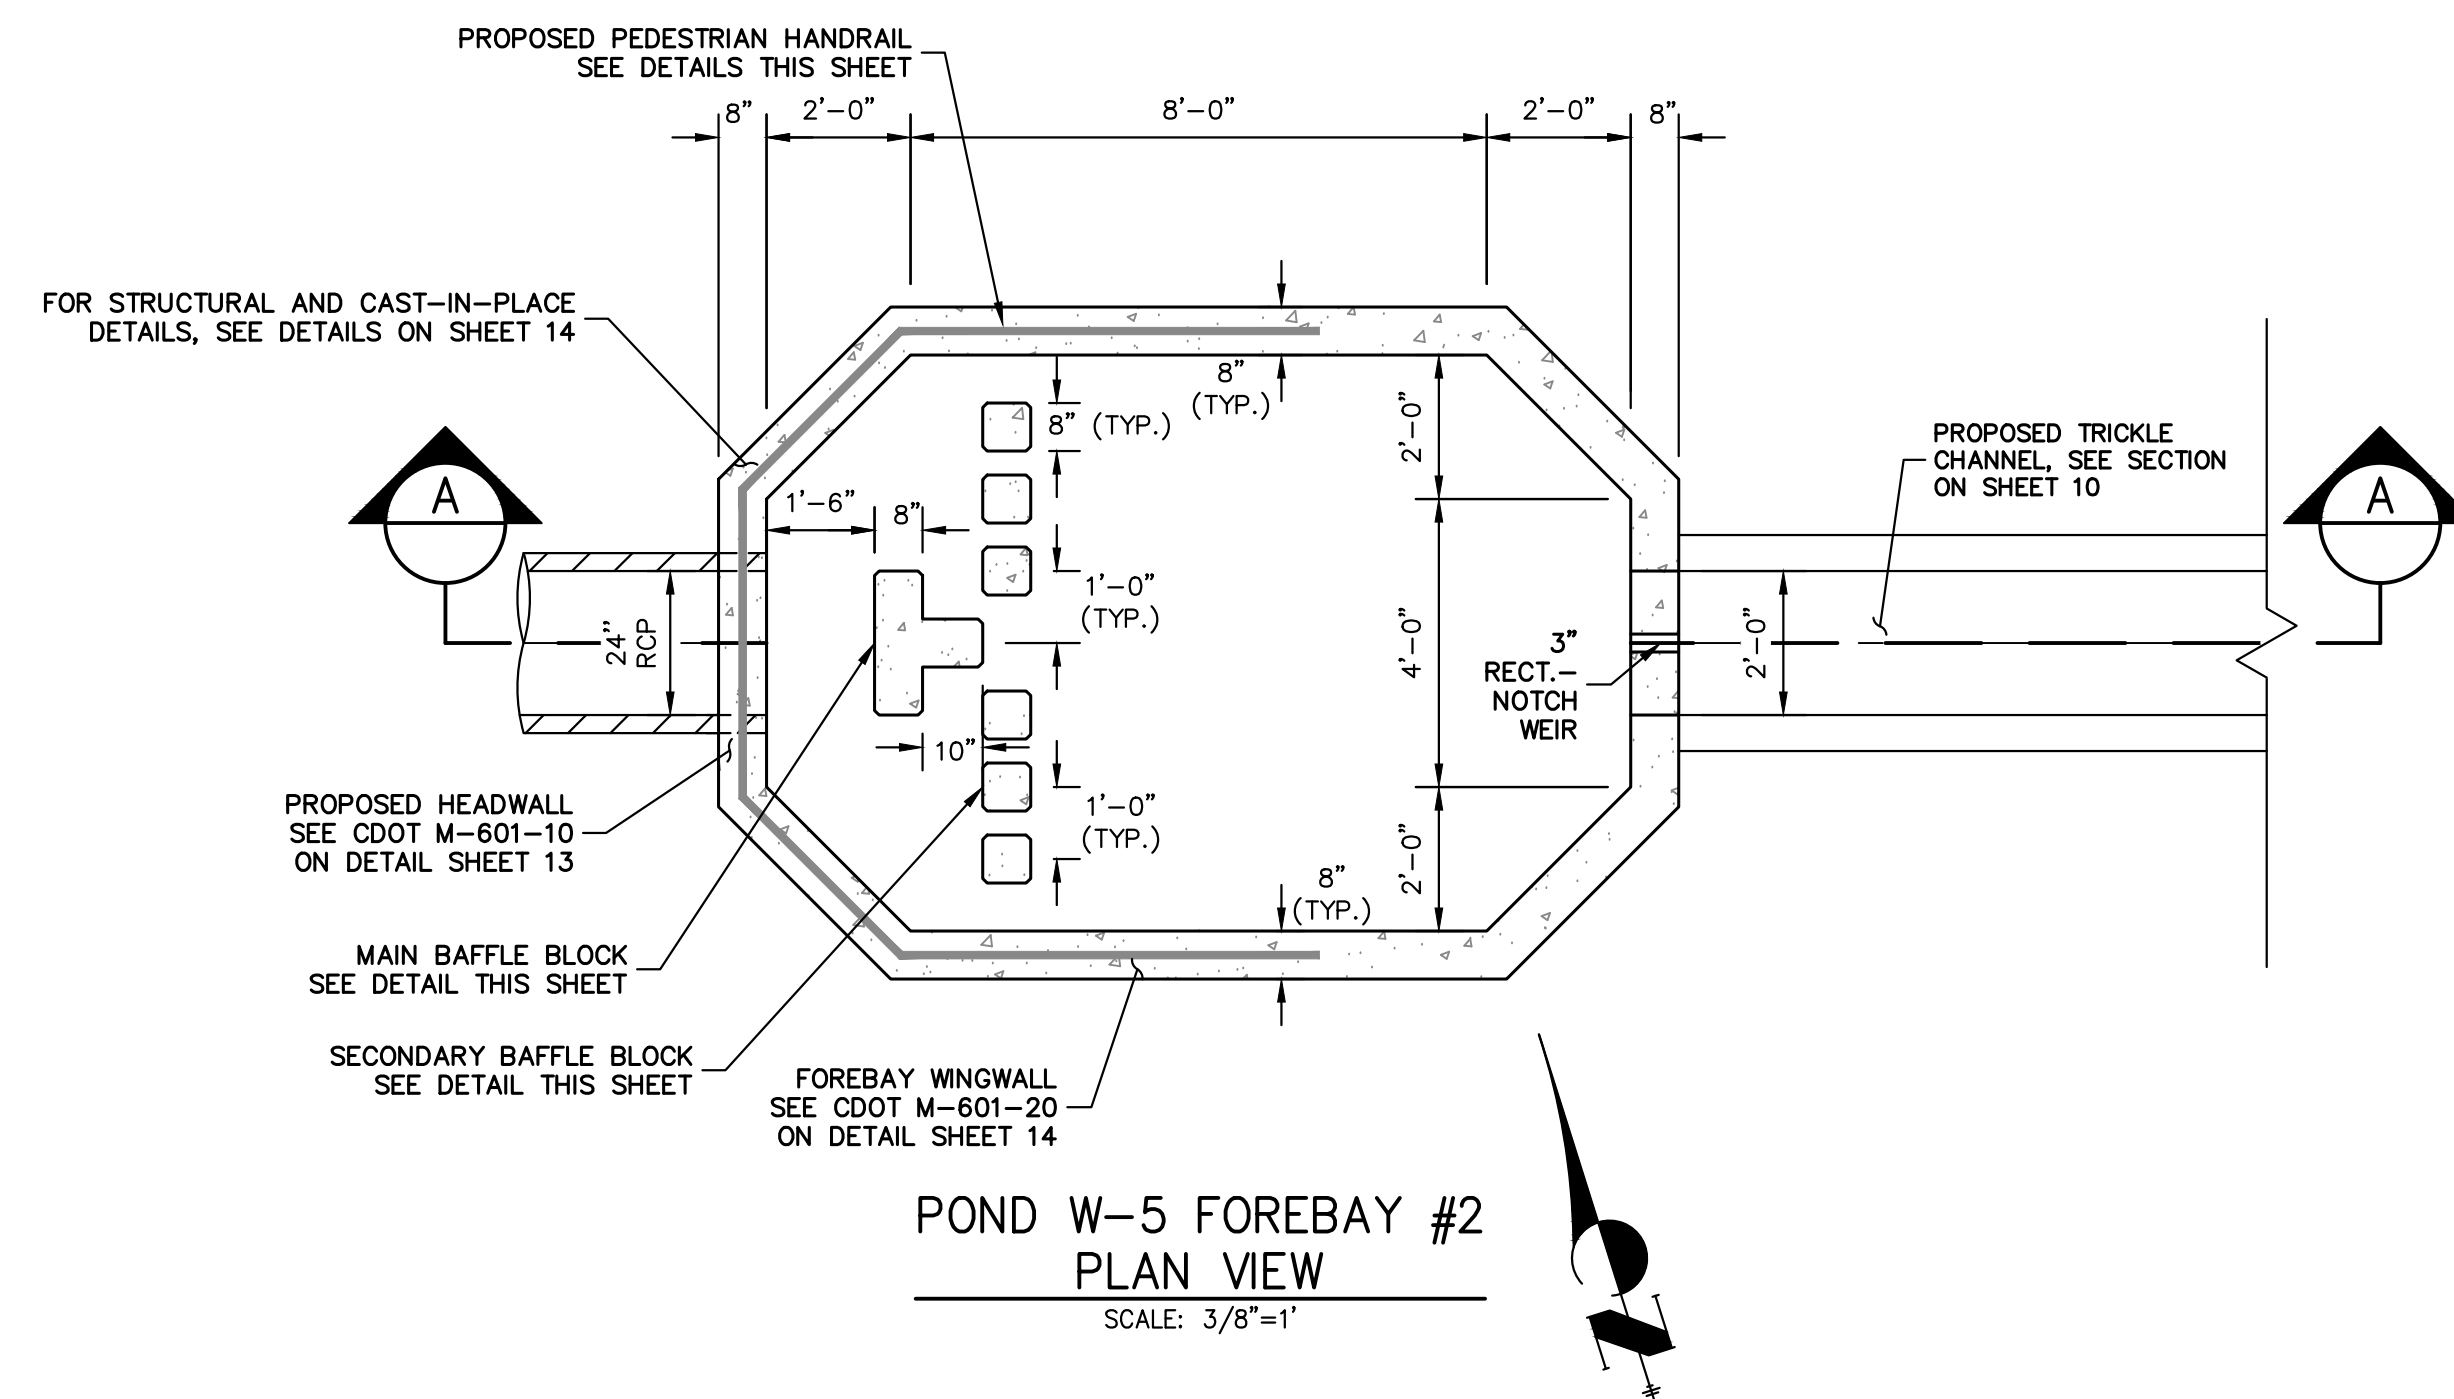 PROPOSED PEDESTRIAN HANDRAIL
SEE DETAILS THIS SHEET
8" 2'-0" 8'-0" 2'-0" 8"
FOR STRUCTURAL AND CAST-IN-PLACE
DETAILS, SEE DETAILS ON SHEET 14
8"
(TYP.)
8" (TYP.)
2'-0"
PROPOSED TRICKLE
CHANNEL, SEE SECTION
ON SHEET 10
A
A
1'-6"
8"
1'-0"
(TYP.)
24"
RCP
4'-0"
3"
RECT.-
NOTCH
WEIR
2'-0"
10"
PROPOSED HEADWALL
SEE CDOT M-601-10
ON DETAIL SHEET 13
1'-0"
(TYP.)
2'-0"
8"
(TYP.)
MAIN BAFFLE BLOCK
SEE DETAIL THIS SHEET
SECONDARY BAFFLE BLOCK
SEE DETAIL THIS SHEET
FOREBAY WINGWALL
SEE CDOT M-601-20
ON DETAIL SHEET 14
POND W-5 FOREBAY #2
PLAN VIEW
SCALE: 3/8"=1'
N